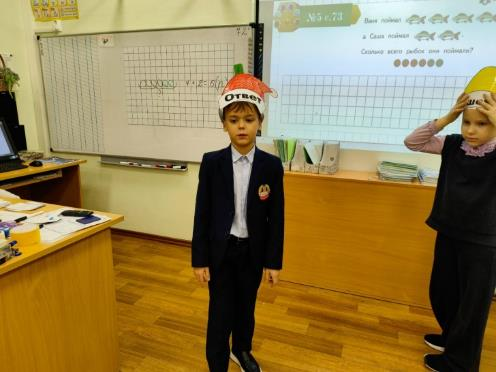 №5 с.73
Ваня поймал
а Саша поймал
Сколько всего рыбок они поймали?
Ответ